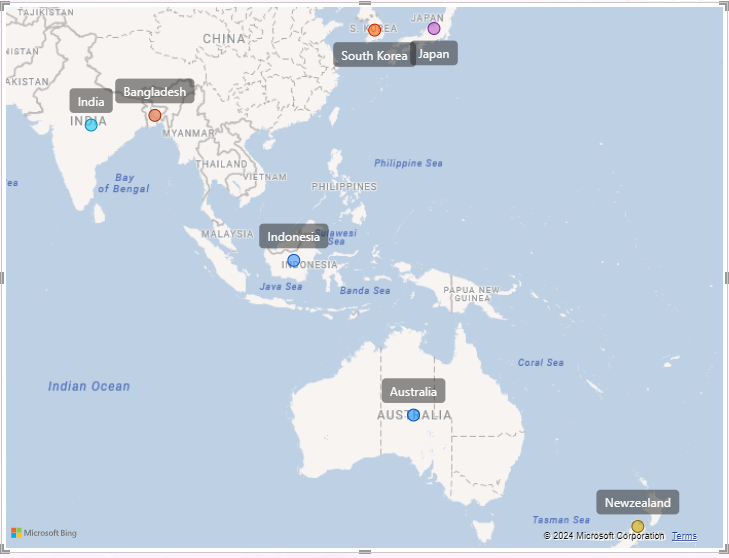 TAJIKISTAN
JAPAN
S. KOREA
CHINA
South Korea
Japan
NISTAN
AKISTAN
Bangladesh
India
INDIA
MYANMAR
THAILAND
Philippine Sea
VIETNAM
Bay
of Bengal
ea
PHILIPPINES
MALAYSIA
Indonesia
Sulawesi
Sea
INDONESIA
Java Sea
Banda Sea
PAPUA NEW
GUINEA
Coral Sea
Indian Ocean
Australia
AUSTRALIA
Newzealand
Tasman Sea
Microsoft Bing
© 2024 Microsoft Corporation Terms